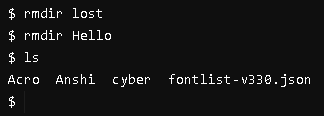 $ rmdir lost
$ rmdir Hello
$ ls
Acro  Anshi  cyber  fontlist-v330.json
$